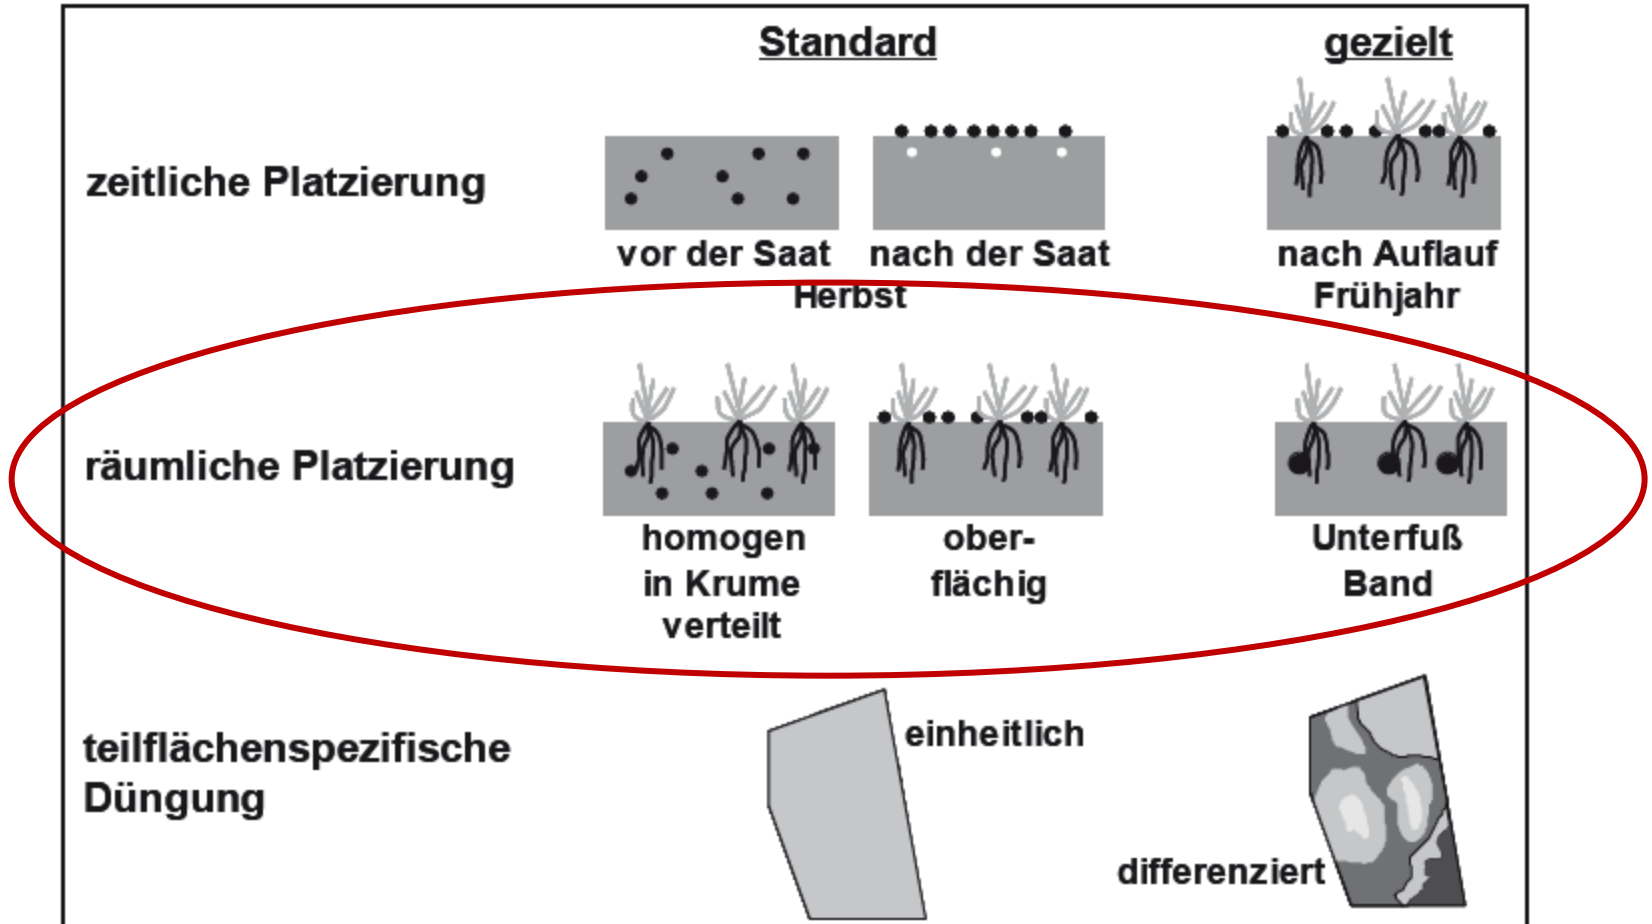 Standard gezielt
zeitliche Platzierung
vor der Saat nach der Saat nach Auflauf
Herbst Frühjahr
räumliche Platzierung
homogen ober- Unterfuß
in Krume flächig Band
verteilt
teilflächenspezifische
Düngung
einheitlich
differenziert